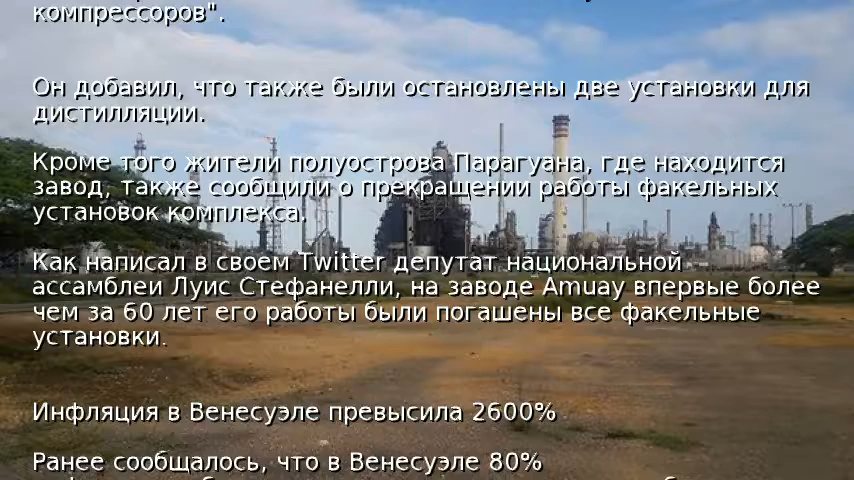 компрессоров".
Он добавил, что также были остановлены две установки для
дистилляции.
Кроме того жители полуострова Парагуана, где находится
завод, также сообщили о прекращении работы факельных
установок комплекса.
Как написал в своем Twitter депутат национальной
ассамблеи Луис Стефанелли, на заводе Amuay впервые более
чем за 60 лет его работы были погашены все факельные
установки.
Инфляция в Венесуэле превысила 2600%
Ранее сообщалось, что в Венесуэле 80%